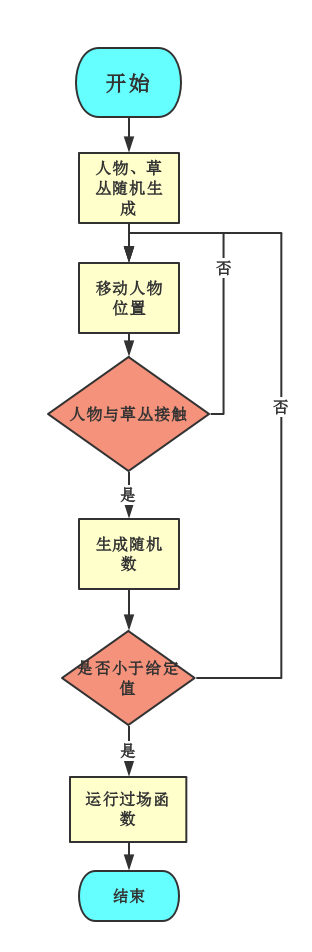 开始
人物、草
丛随机生
成
否
移动人物
位置
否
人物与草丛接触
是
生成随机
数
是否小于给定
值
是
运行过场函
数
结束